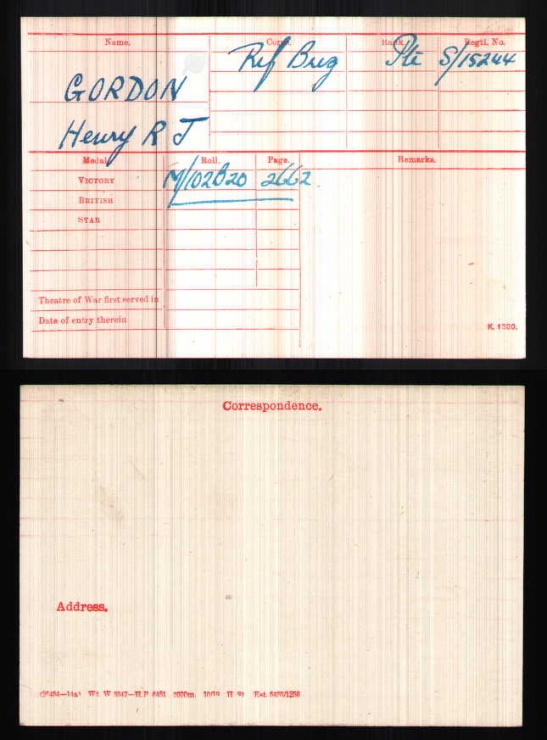 Name. Corps. Rank. Regtl. No.
GORDON Rif Brig Pte S/15244
Henry R J
Medal. Roll. Page. Remarks.
VICTORY M/102B20 2662
BRITISH
STAR
Theatre of War first served in
Date of entry therein
K. 1380.
Correspondence.
Address.